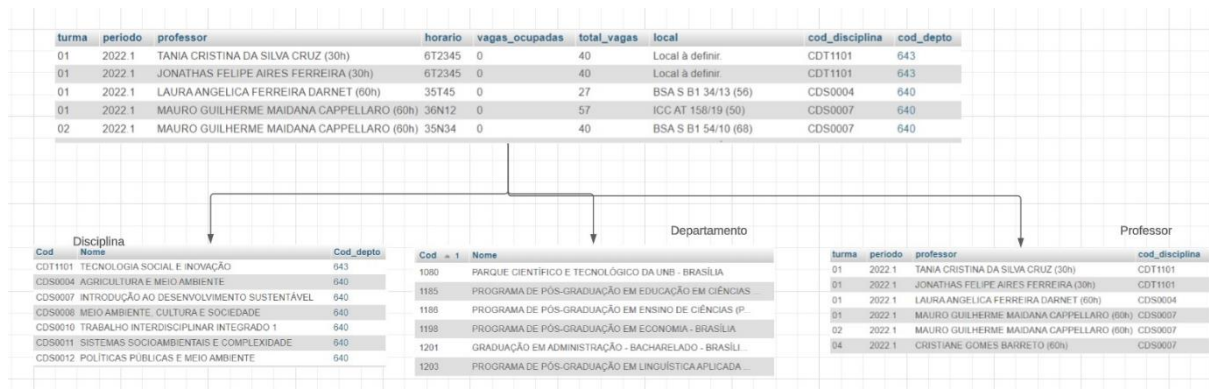 turma periodo professor horario vagas_ocupadas total_vagas local cod_disciplina cod_depto
01 2022.1 TANIA CRISTINA DA SILVA CRUZ (30h) 6T2345 0 40 Local à definir. CDT1101 643
01 2022.1 JONATHAS FELIPE AIRES FERREIRA (30h) 6T2345 0 40 Local à definir. CDT1101 643
01 2022.1 LAURA ANGELICA FERREIRA DARNET (60h) 35T45 0 27 BSA S B1 34/13 (56) CDS0004 640
01 2022.1 MAURO GUILHERME MAIDANA CAPPELLARO (60h) 36N12 0 57 ICC AT 158/19 (50) CDS0007 640
02 2022.1 MAURO GUILHERME MAIDANA CAPPELLARO (60h) 35N34 0 40 BSA S B1 54/10 (68) CDS0007 640
Disciplina
Cod Nome Cod_depto
CDT1101 TECNOLOGIA SOCIAL E INOVAÇÃO 643
CDS0004 AGRICULTURA E MEIO AMBIENTE 640
CDS0007 INTRODUÇÃO AO DESENVOLVIMENTO SUSTENTÁVEL 640
CDS0008 MEIO AMBIENTE, CULTURA E SOCIEDADE 640
CDS0010 TRABALHO INTERDISCIPLINAR INTEGRADO 1 640
CDS0011 SISTEMAS SOCIOAMBIENTAIS E COMPLEXIDADE 640
CDS0012 POLÍTICAS PÚBLICAS E MEIO AMBIENTE 640
Departamento
Cod 1 Nome
1080 PARQUE CIENTÍFICO E TECNOLÓGICO DA UNB - BRASÍLIA
1185 PROGRAMA DE PÓS-GRADUAÇÃO EM EDUCAÇÃO EM CIÊNCIAS...
1186 PROGRAMA DE PÓS-GRADUAÇÃO EM ENSINO DE CIÊNCIAS (P...
1198 PROGRAMA DE PÓS-GRADUAÇÃO EM ECONOMIA - BRASÍLIA
1201 GRADUAÇÃO EM ADMINISTRAÇÃO - BACHARELADO - BRASÍLI...
1203 PROGRAMA DE PÓS-GRADUAÇÃO EM LINGUÍSTICA APLICADA...
Professor
turma periodo professor cod_disciplina
01 2022.1 TANIA CRISTINA DA SILVA CRUZ (30h) CDT1101
01 2022.1 JONATHAS FELIPE AIRES FERREIRA (30h) CDT1101
01 2022.1 LAURA ANGELICA FERREIRA DARNET (60h) CDS0004
01 2022.1 MAURO GUILHERME MAIDANA CAPPELLARO (60h) CDS0007
02 2022.1 MAURO GUILHERME MAIDANA CAPPELLARO (60h) CDS0007
04 2022.1 CRISTIANE GOMES BARRETO (60h) CDS0007